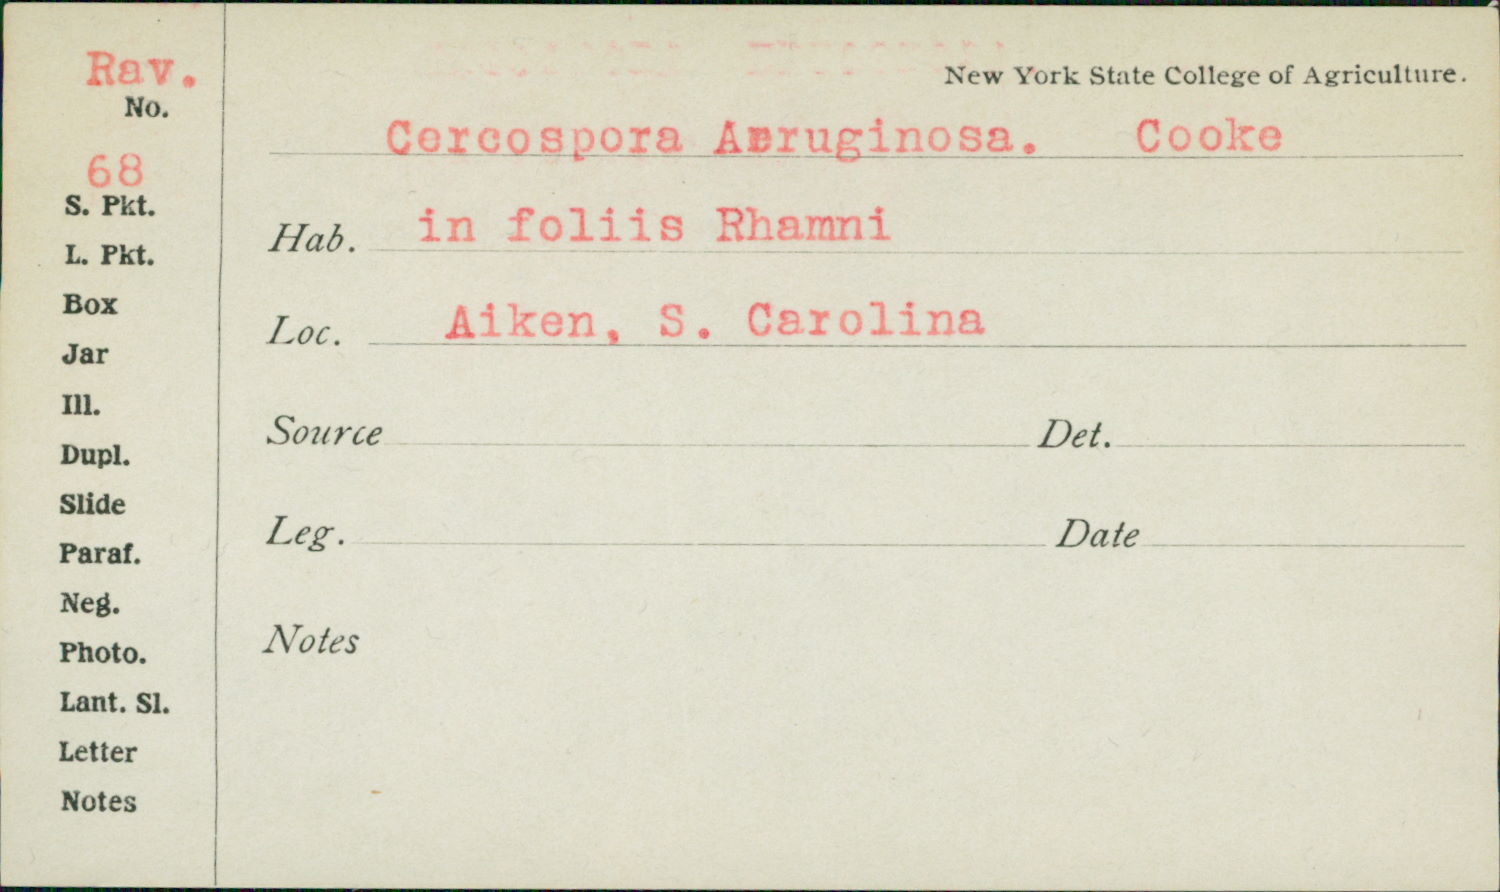 Rav.
No.
68
S. Pkt.
L. Pkt.
Box
Jar
Ill.
Dupl.
Slide
Paraf.
Neg.
Photo.
Lant. Sl.
Letter
Notes
New York State College of Agriculture.
Cercospora Aeruginosa. Cooke
Hab. in foliis Rhamni
Loc. Aiken, S. Carolina
Source Det.
Leg. Date
Notes